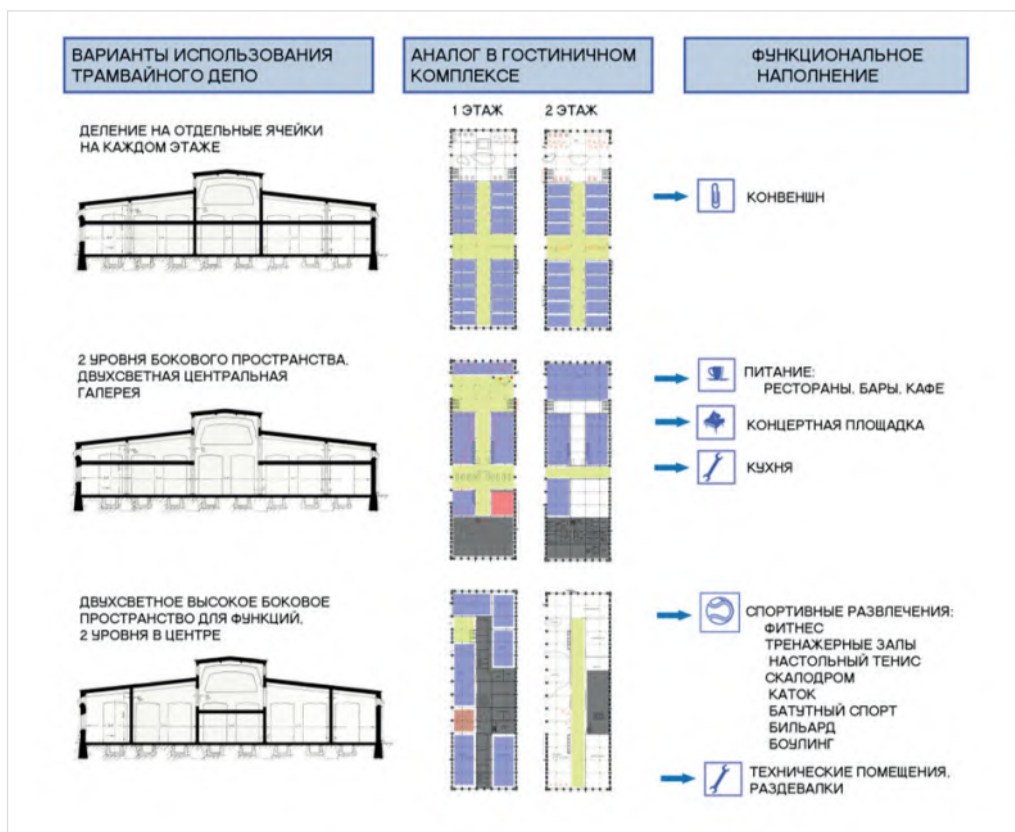 ВАРИАНТЫ ИСПОЛЬЗОВАНИЯ
ТРАМВАЙНОГО ДЕПО
АНАЛОГ В ГОСТИНИЧНОМ
КОМПЛЕКСЕ
ФУНКЦИОНАЛЬНОЕ
НАПОЛНЕНИЕ
1 ЭТАЖ
2 ЭТАЖ
ДЕЛЕНИЕ НА ОТДЕЛЬНЫЕ ЯЧЕЙКИ
НА КАЖДОМ ЭТАЖЕ
КОНВЕНШН
2 УРОВНЯ БОКОВОГО ПРОСТРАНСТВА,
ДВУХСВЕТНАЯ ЦЕНТРАЛЬНАЯ
ГАЛЕРЕЯ
ПИТАНИЕ:
РЕСТОРАНЫ, БАРЫ, КАФЕ
КОНЦЕРТНАЯ ПЛОЩАДКА
КУХНЯ
ДВУХСВЕТНОЕ ВЫСОКОЕ БОКОВОЕ
ПРОСТРАНСТВО ДЛЯ ФУНКЦИЙ,
2 УРОВНЯ В ЦЕНТРЕ
СПОРТИВНЫЕ РАЗВЛЕЧЕНИЯ:
ФИТНЕС
ТРЕНАЖЕРНЫЕ ЗАЛЫ
НАСТОЛЬНЫЙ ТЕНИС
СКАЛОДРОМ
КАТОК
БАТУТНЫЙ СПОРТ
БИЛЬАРД
БОУЛИНГ
ТЕХНИЧЕСКИЕ ПОМЕЩЕНИЯ,
РАЗДЕВАЛКИ